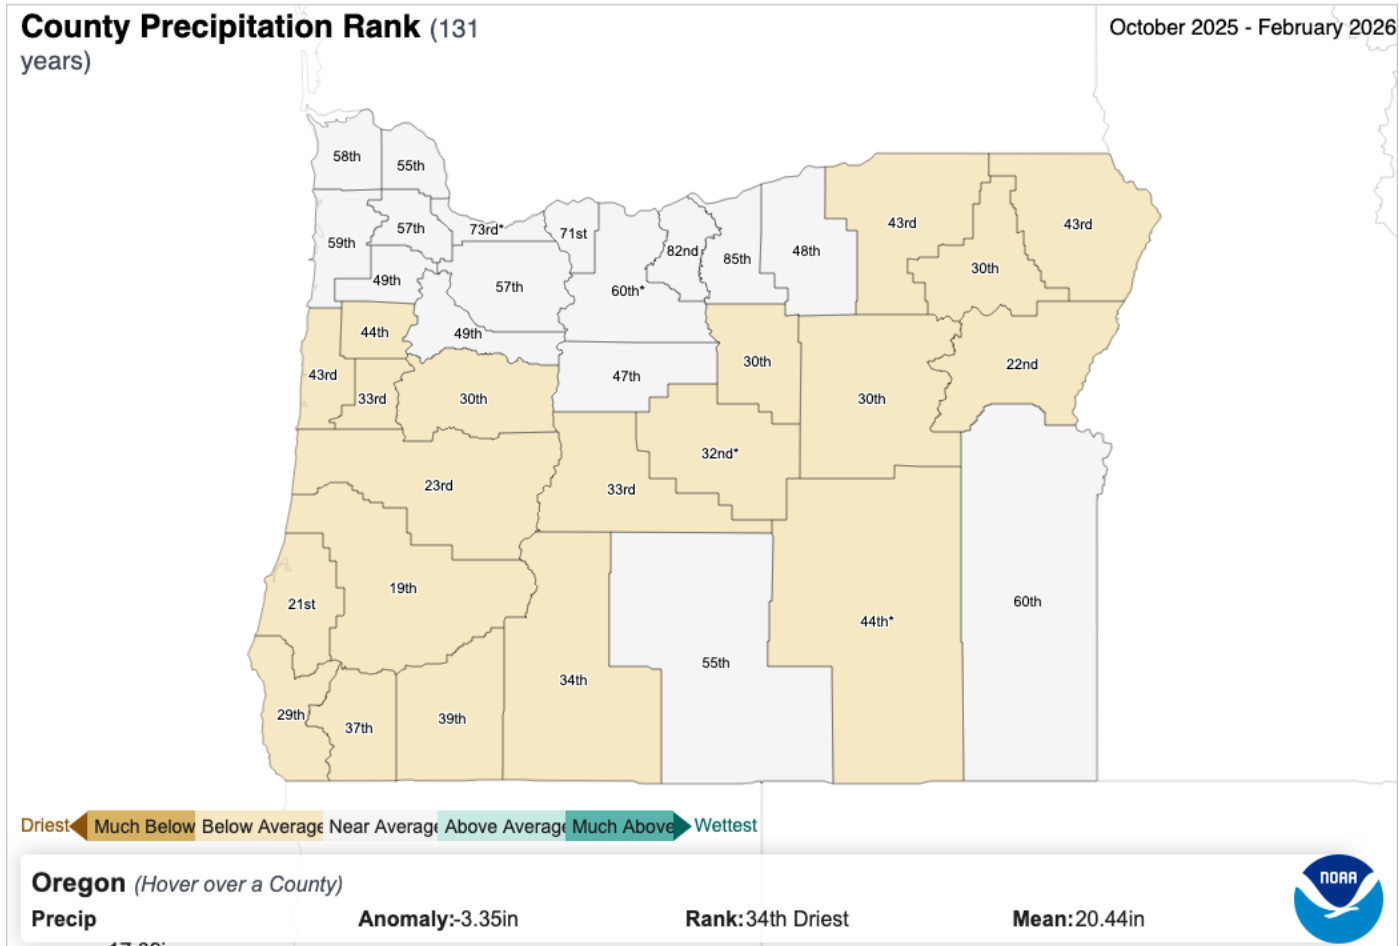 County Precipitation Rank (131
years)
October 2025 - February 2026
58th
55th
57th
73rd*
71st
59th
82nd
85th
48th
43rd
43rd
30th
49th
57th
60th*
44th
49th
43rd
33rd
30th
47th
30th
30th
22nd
32nd*
23rd
33rd
19th
21st
60th
44th*
55th
34th
29th
37th
39th
Driest Much Below Below Average Near Average Above Average Much Above Wettest
Oregon (Hover over a County)
NOAA
Precip Anomaly:-3.35in Rank:34th Driest Mean:20.44in